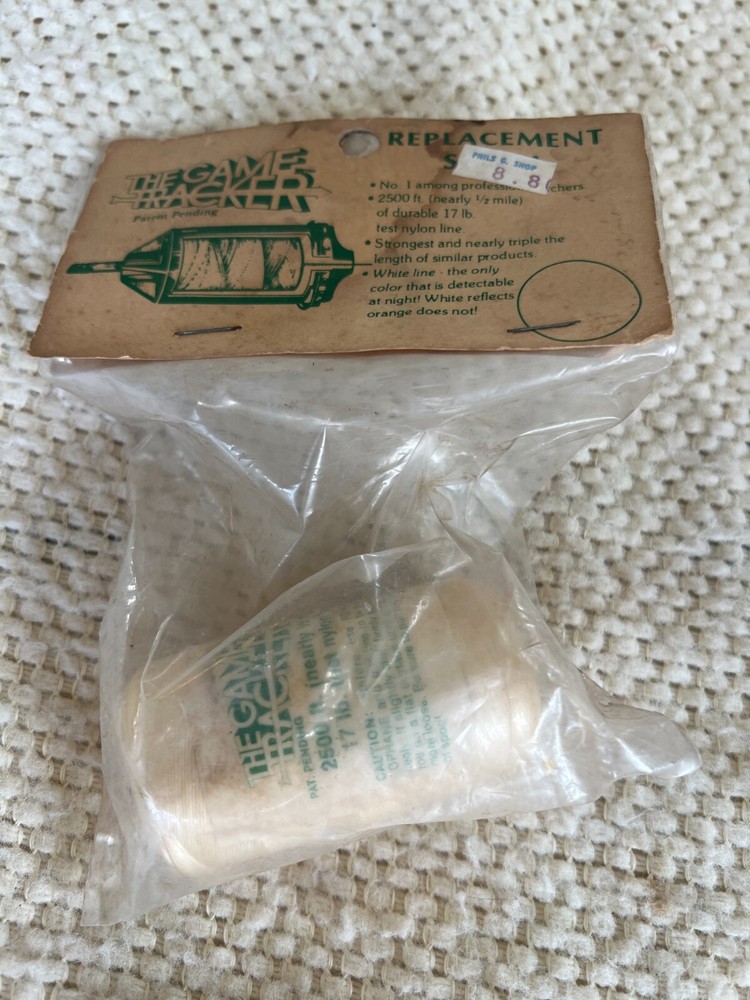 THE GAME
TRACKER
Patent Pending
REPLACEMENT
PHILS G. SHOP
8.8
• No. 1 among
• 2500 ft. (nearly ½ mile)
of durable 17 lb.
test nylon line.
• Strongest and nearly triple the
length of similar products.
• White line - the only
color that is detectable
at night! White reflects
orange does not!
THE GAME
TRACKER
PAT. PENDING
2500 ft. (nearly
17 lb. test
CAUTION: